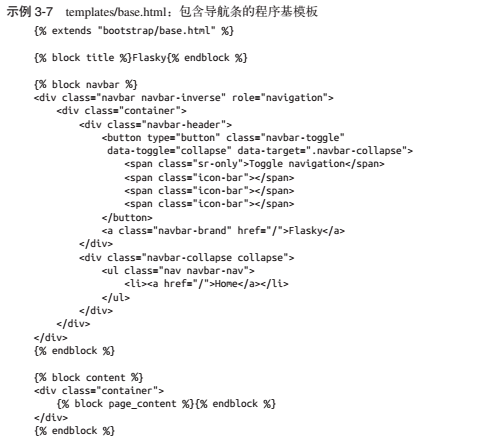 示例 3-7 templates/base.html：包含导航条的程序基模板
{% extends "bootstrap/base.html" %}
{% block title %}Flasky{% endblock %}
{% block navbar %}
<div class="navbar navbar-inverse" role="navigation">
<div class="container">
<div class="navbar-header">
<button type="button" class="navbar-toggle"
data-toggle="collapse" data-target=".navbar-collapse">
<span class="sr-only">Toggle navigation</span>
<span class="icon-bar"></span>
<span class="icon-bar"></span>
<span class="icon-bar"></span>
</button>
<a class="navbar-brand" href="/">Flasky</a>
</div>
<div class="navbar-collapse collapse">
<ul class="nav navbar-nav">
<li><a href="/">Home</a></li>
</ul>
</div>
</div>
</div>
{% endblock %}
{% block content %}
<div class="container">
{% block page_content %}{% endblock %}
</div>
{% endblock %}